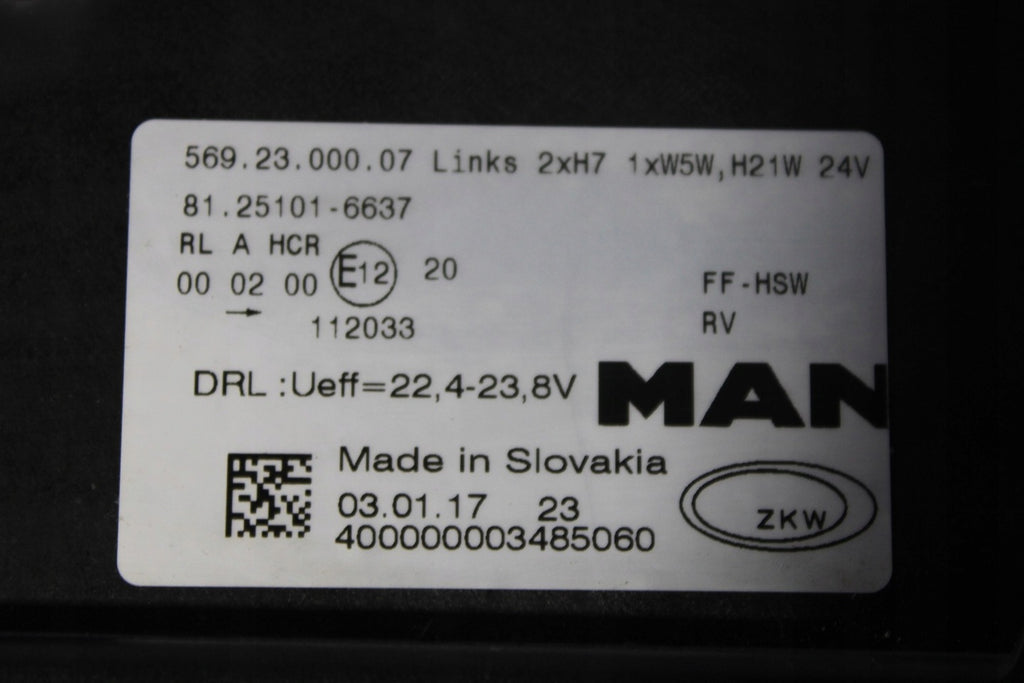 569.23.000.07 Links 2xH7 1xW5W,H21W 24V
81.25101-6637
RL A HCR
00 02 00 E12 20
FF-HSW
112033
RV
DRL :Ueff=22,4-23,8V
MAN
Made in Slovakia
03.01.17 23
400000003485060
ZKW